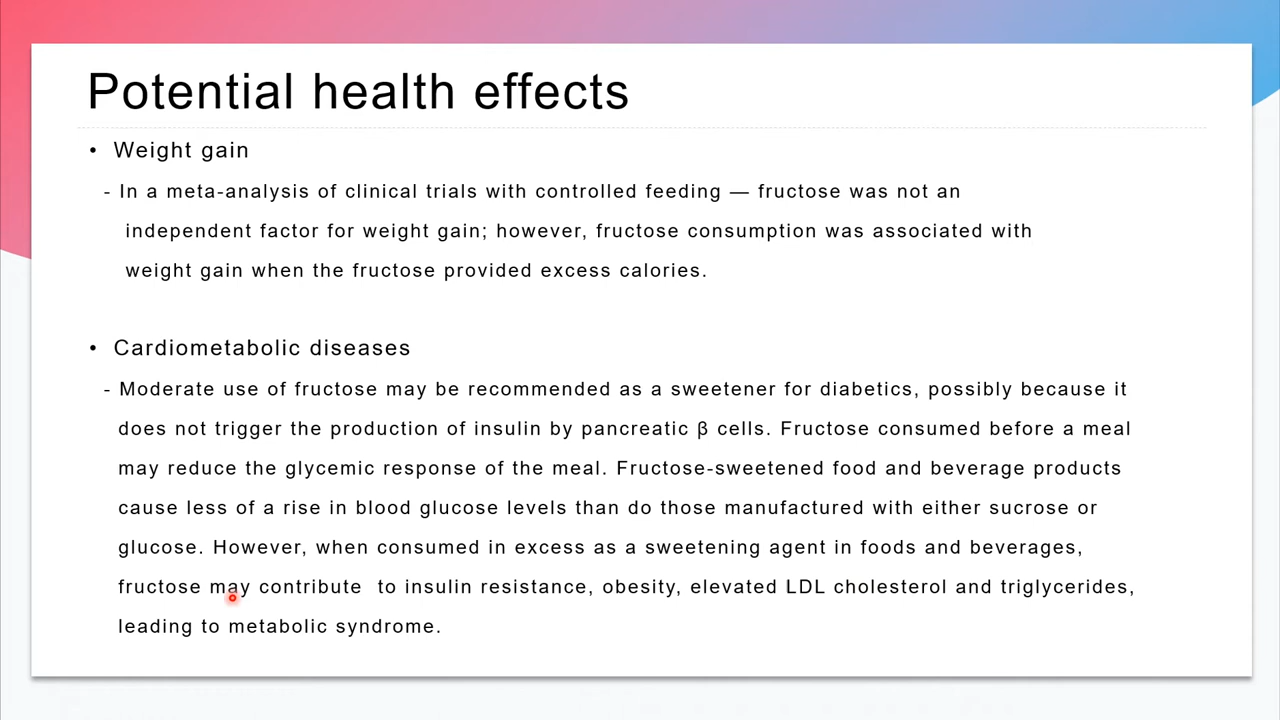 Potential health effects
• Weight gain
- In a meta-analysis of clinical trials with controlled feeding — fructose was not an
independent factor for weight gain; however, fructose consumption was associated with
weight gain when the fructose provided excess calories.
• Cardiometabolic diseases
- Moderate use of fructose may be recommended as a sweetener for diabetics, possibly because it
does not trigger the production of insulin by pancreatic β cells. Fructose consumed before a meal
may reduce the glycemic response of the meal. Fructose-sweetened food and beverage products
cause less of a rise in blood glucose levels than do those manufactured with either sucrose or
glucose. However, when consumed in excess as a sweetening agent in foods and beverages,
fructose may contribute  to insulin resistance, obesity, elevated LDL cholesterol and triglycerides,
leading to metabolic syndrome.